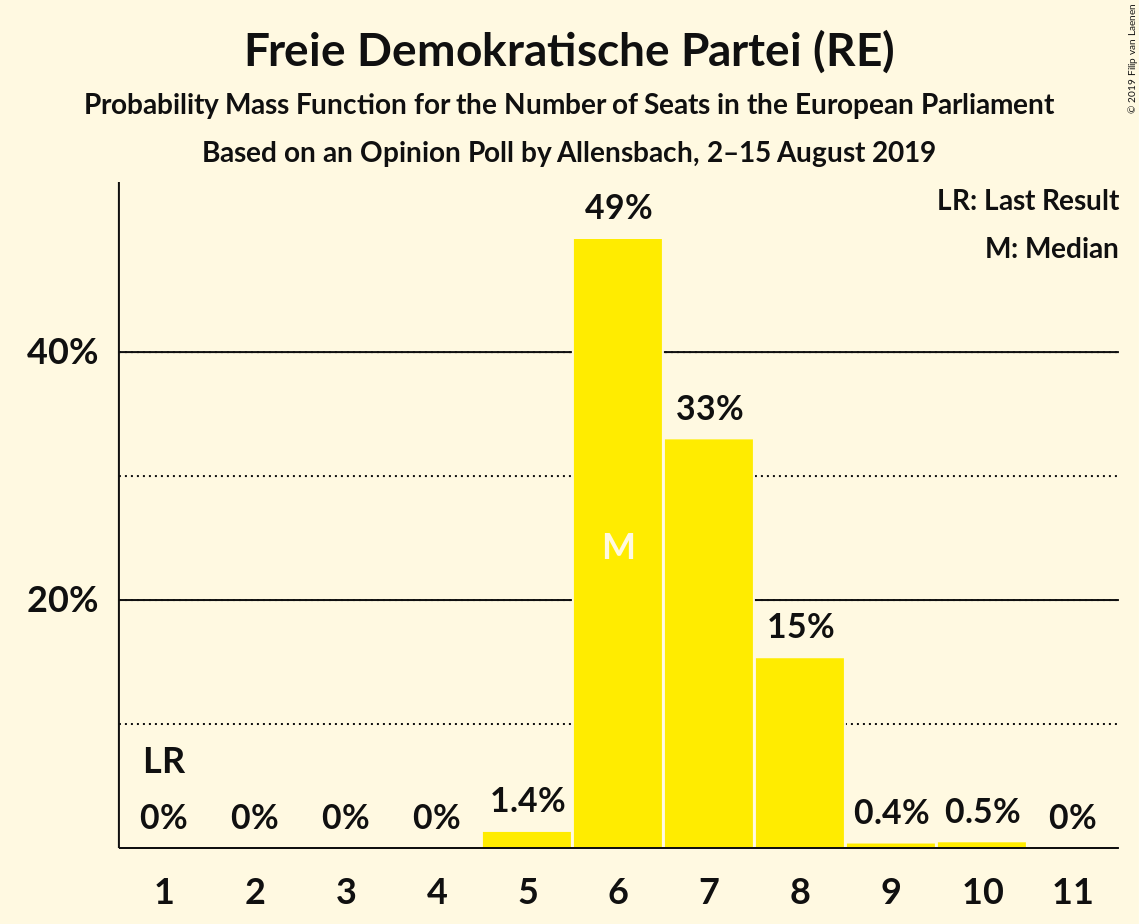 Freie Demokratische Partei (RE)
Probability Mass Function for the Number of Seats in the European Parliament
Based on an Opinion Poll by Allensbach, 2–15 August 2019
© 2019 Filip van Laenen
LR: Last Result
M: Median
49%
40%
33%
M
20%
15%
LR
0% 0% 0% 0% 1.4% 0.4% 0.5% 0%
1 2 3 4 5 6 7 8 9 10 11